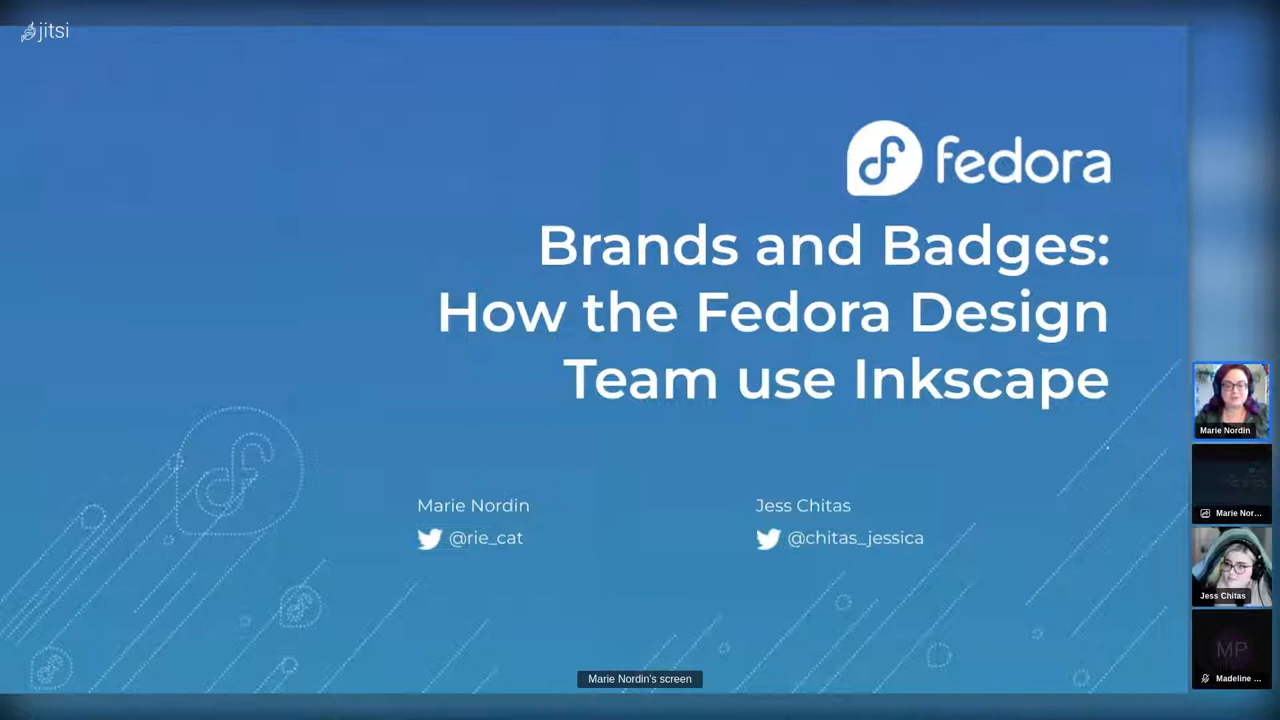 jitsi
fedora
Brands and Badges:
How the Fedora Design
Team use Inkscape
Marie Nordin
@rie_cat
Jess Chitas
@chitas_jessica
Marie Nordin's screen
Marie Nordin
Marie Nor...
Jess Chitas
MP
Madeline ...